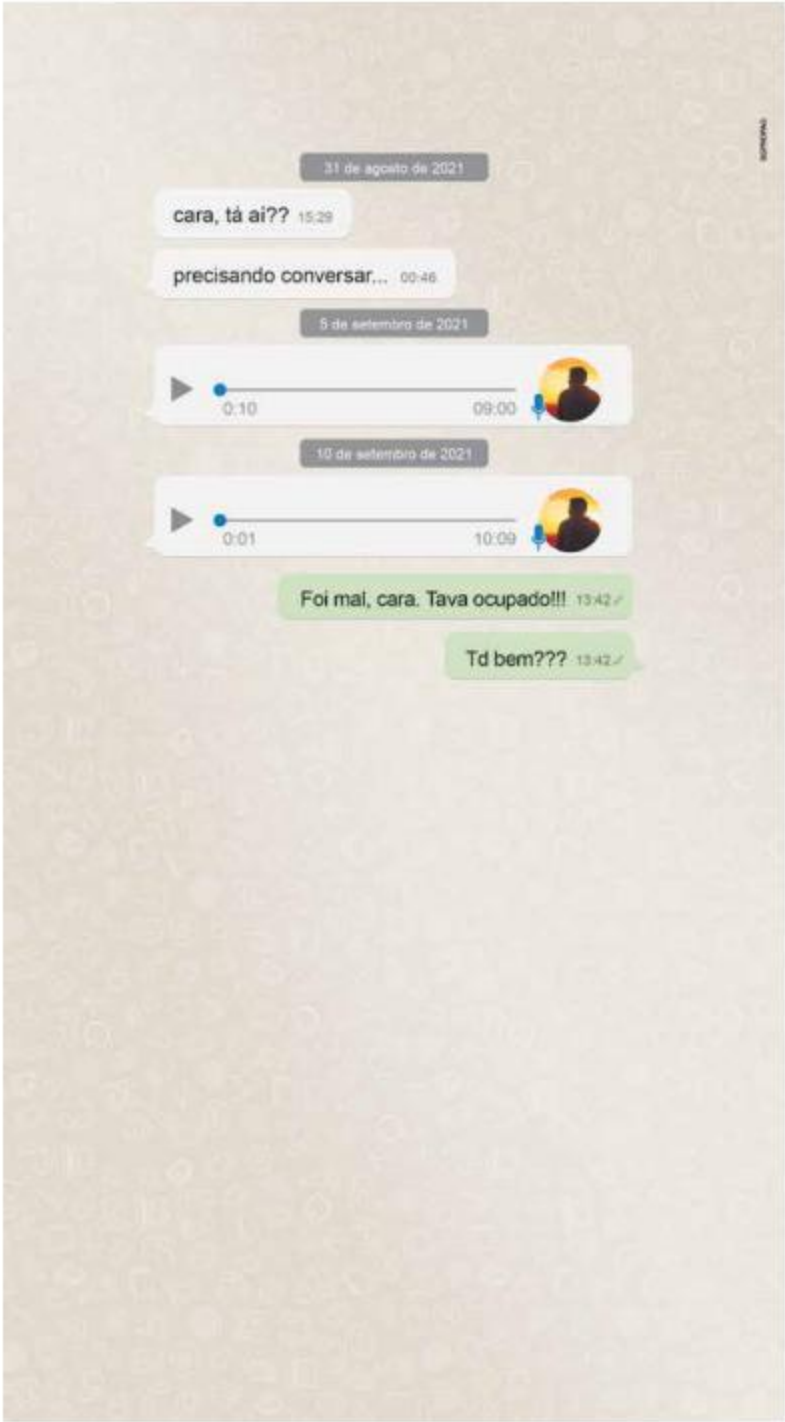 31 de agosto de 2021
cara, tá aí?? 15:29
precisando conversar... 00:46
5 de setembro de 2021
0:10 09:00
10 de setembro de 2021
0:01 10:09
Foi mal, cara. Tava ocupado!!! 13:42
Td bem??? 13:42